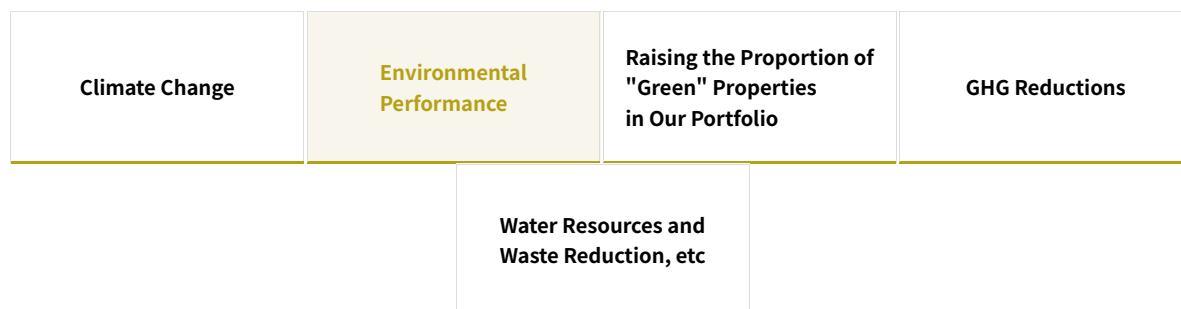 Climate Change
Environmental
Performance
Raising the Proportion of
"Green" Properties
in Our Portfolio
GHG Reductions
Water Resources and
Waste Reduction, etc